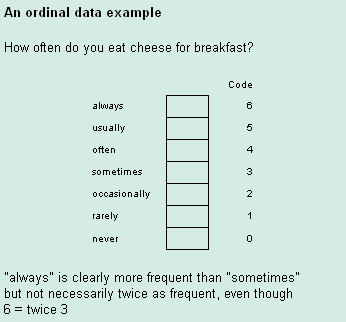 An ordinal data example
How often do you eat cheese for breakfast?
Code
always 6
usually 5
often 4
sometimes 3
occasionally 2
rarely 1
never 0
"always" is clearly more frequent than "sometimes"
but not necessarily twice as frequent, even though
6 = twice 3